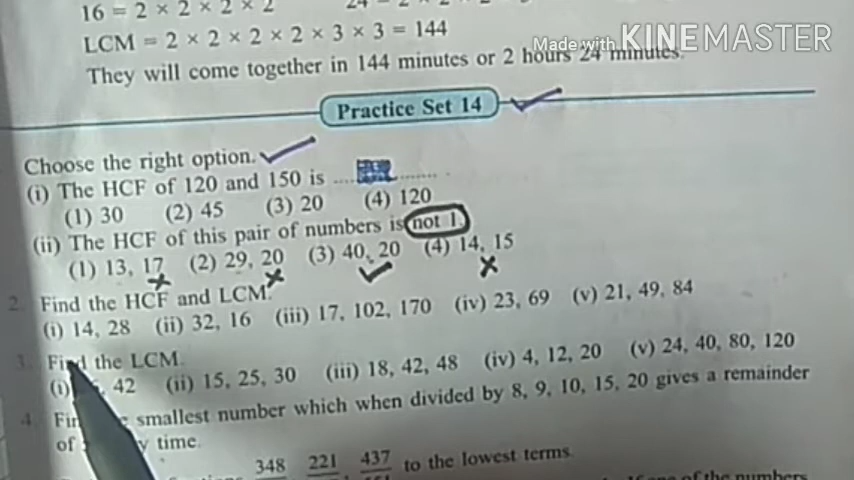 16 = 2 × 2 × 2 × 2
LCM = 2 × 2 × 2 × 2 × 3 × 3 = 144
Made with KINEMASTER
They will come together in 144 minutes or 2 hours 24 minutes.
Practice Set 14
Choose the right option.
(i) The HCF of 120 and 150 is .................. .
(1) 30 (2) 45 (3) 20 (4) 120
(ii) The HCF of this pair of numbers is not 1.
(1) 13, 17 (2) 29, 20 (3) 40, 20 (4) 14, 15
2. Find the HCF and LCM.
(i) 14, 28 (ii) 32, 16 (iii) 17, 102, 170 (iv) 23, 69 (v) 21, 49, 84
3. Find the LCM.
(i) 42 (ii) 15, 25, 30 (iii) 18, 42, 48 (iv) 4, 12, 20 (v) 24, 40, 80, 120
4. smallest number which when divided by 8, 9, 10, 15, 20 gives a remainder
of time.
348 221 437 to the lowest terms.
of the numbers